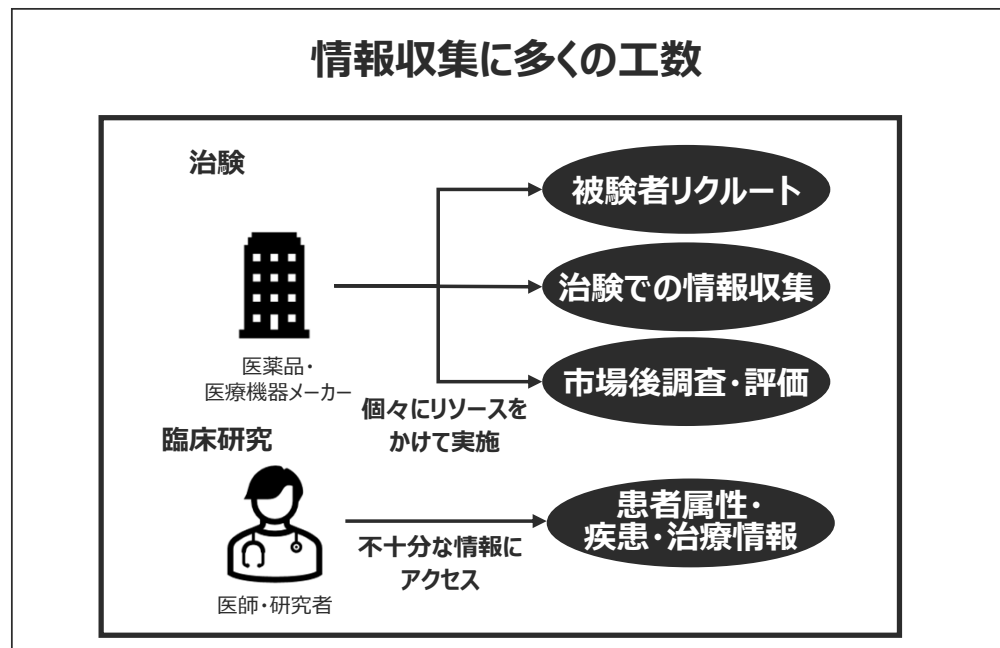 情報収集に多くの工数
治験
被験者リクルート
治験での情報収集
市場後調査・評価
医薬品・
医療機器メーカー
個々にリソースを
かけて実施
臨床研究
患者属性・
疾患・治療情報
不十分な情報に
アクセス
医師・研究者